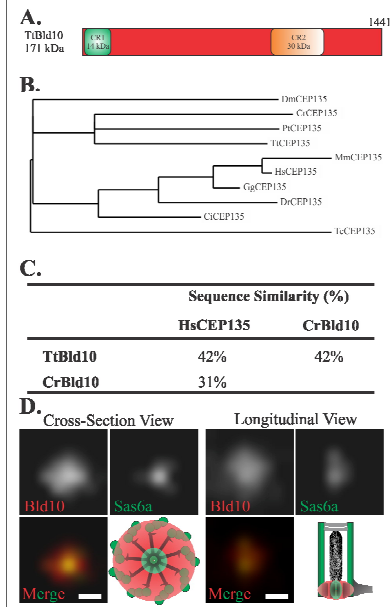 A.
1441
TtBld10
171 kDa
CR1
14 kDa
CR2
30 kDa
B.
DmCEP135
CrCEP135
PtCEP135
TtCEP135
MmCEP135
HsCEP135
GgCEP135
DrCEP135
CiCEP135
TcCEP135
C.
Sequence Similarity (%)
HsCEP135 CrBld10
TtBld10 42% 42%
CrBld10 31%
D.
Cross-Section View Longitudinal View
Bld10 Sas6a Bld10 Sas6a
Merge Merge